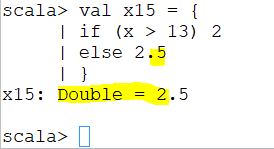 scala> val x15 = {
     | if (x > 13) 2
     | else 2.5
     | }
x15: Double = 2.5
scala>